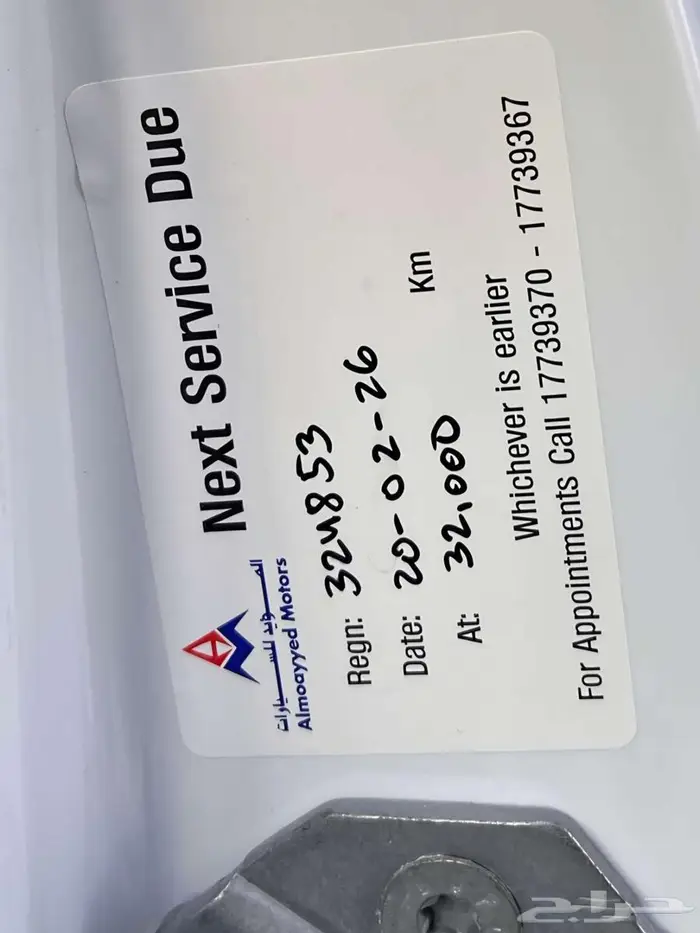 Next Service Due
المؤيد للسيارات
Almoayyed Motors
Regn: 324853
Date: 20-02-26
At: 32,000 Km
Whichever is earlier
For Appointments Call 17739370 - 17739367
حراج